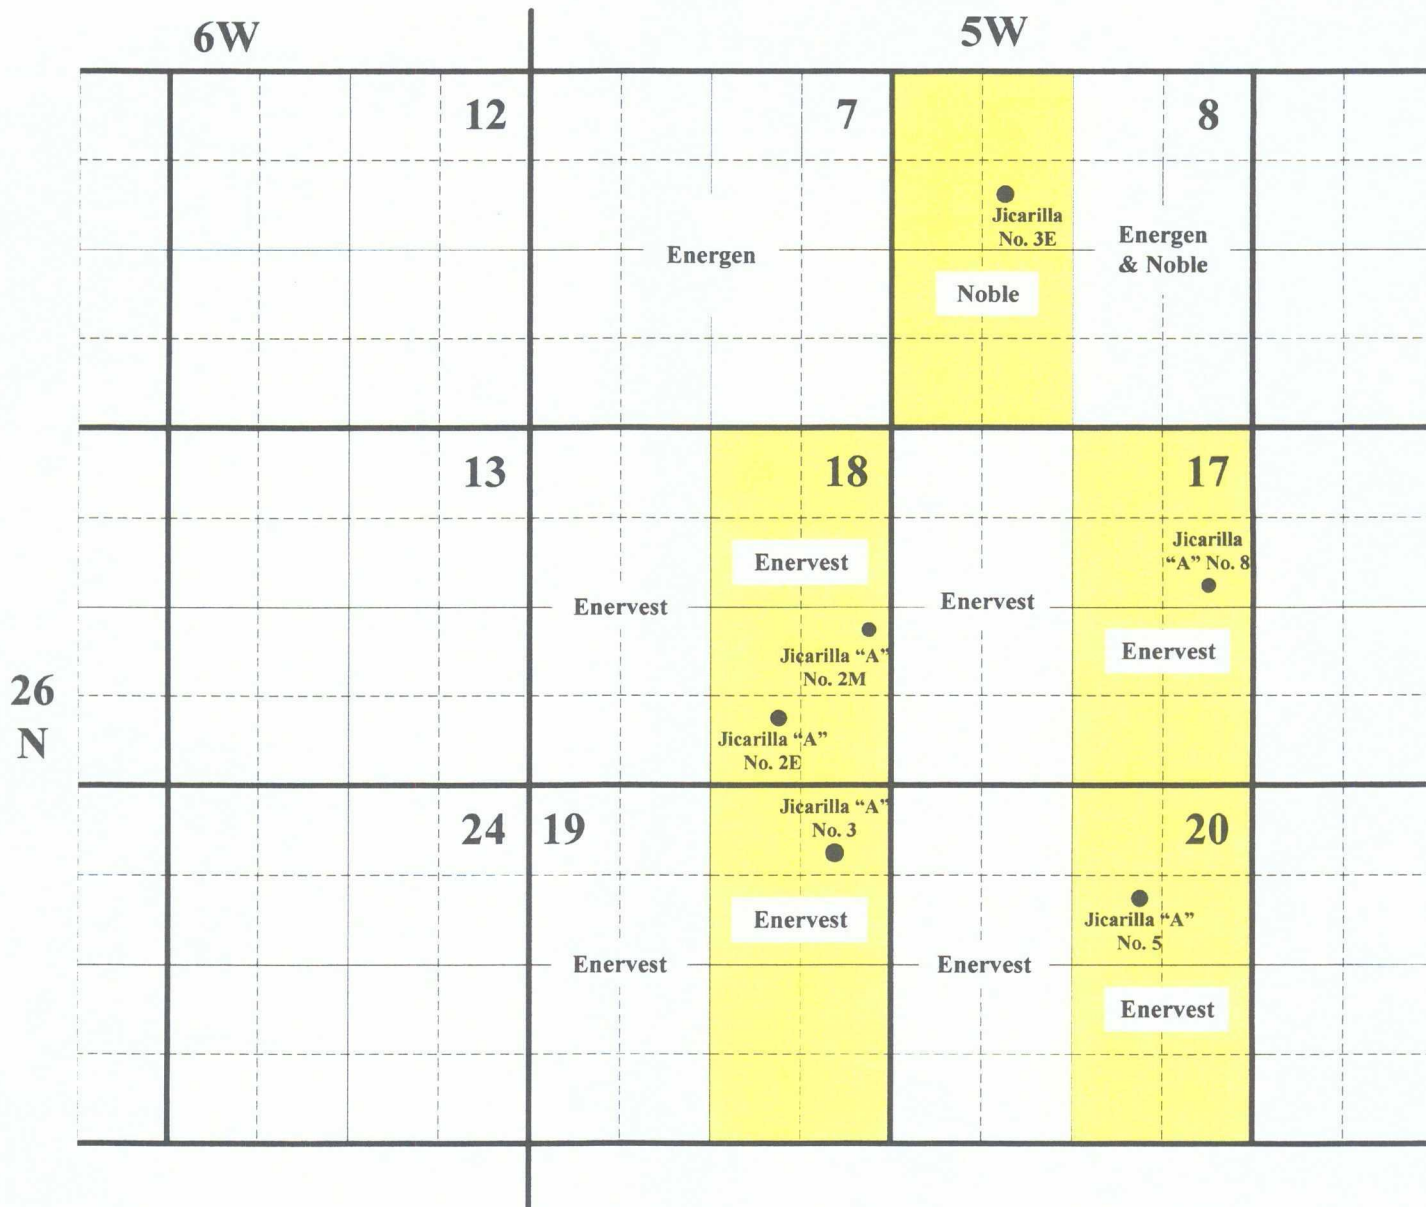 6W
5W
12
7
8
Jicarilla
No. 3E
Energen
Energen
& Noble
Noble
13
18
17
Jicarilla
“A” No. 8
Enervest
Enervest
Enervest
Jicarilla “A”
No. 2M
Enervest
26
N
Jicarilla “A”
No. 2E
Jicarilla “A”
No. 3
24
19
20
Enervest
Jicarilla “A”
No. 5
Enervest
Enervest
Enervest